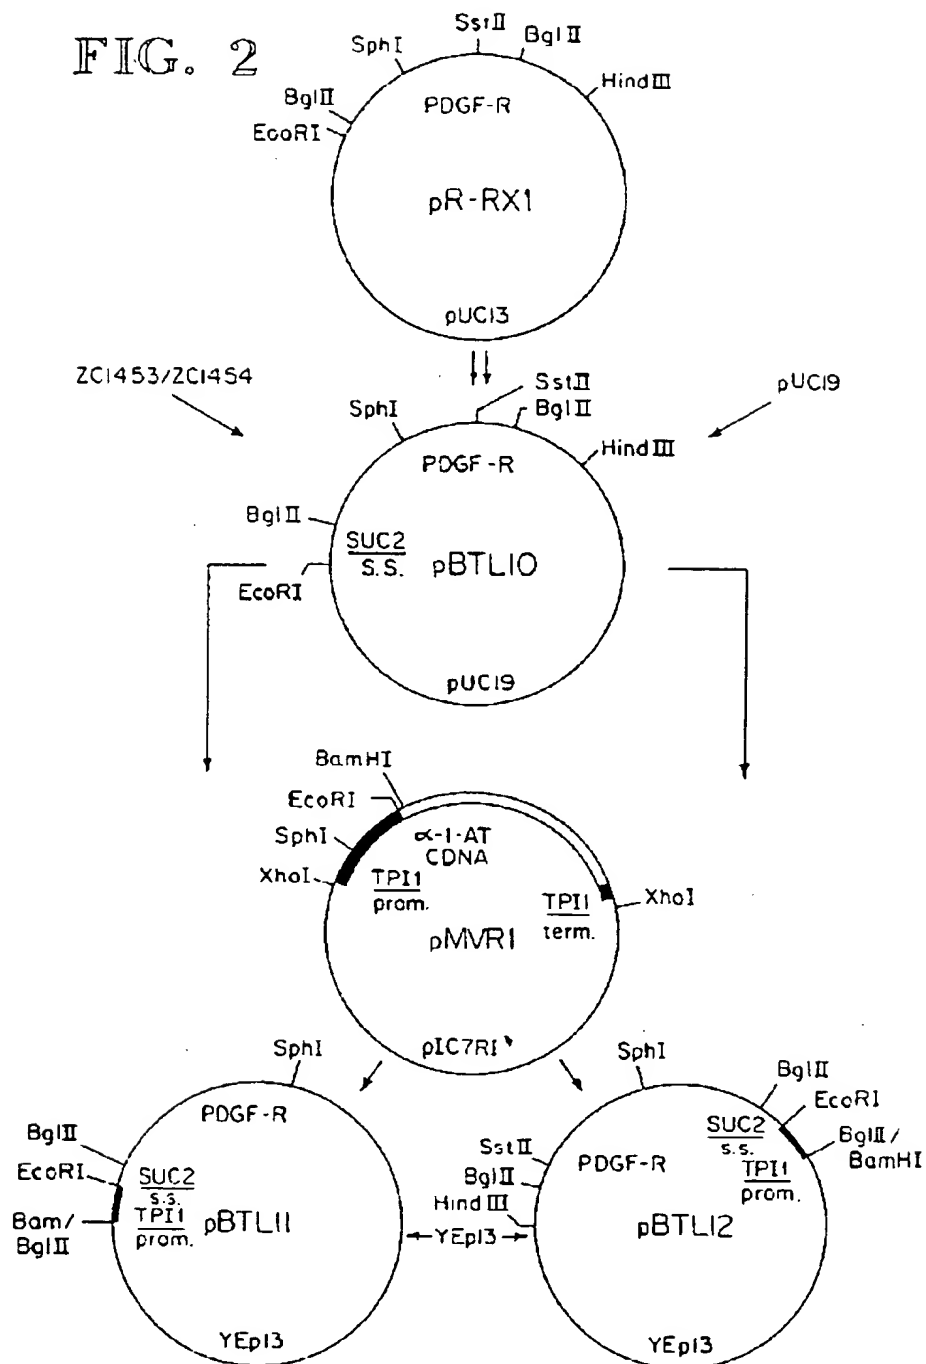 FIG. 2
SstII
SphI
BglII
HindIII
BglII
EcoRI
PDGF-R
pR-RX1
pUC13
ZC1453/ZC1454
pUC19
SstII
SphI
BglII
HindIII
PDGF-R
BglII
SUC2
S.S.
pBTL10
EcoRI
pUC19
BamHI
EcoRI
SphI
XhoI
α-1-AT
CDNA
TPI1
prom.
TPI1
term.
XhoI
pMVR1
pIC7RI
SphI
PDGF-R
BglII
EcoRI
SUC2
s.s.
TPI1
prom.
Bam/
BglII
pBTL11
YEp13
YEp13
SphI
BglII
EcoRI
SUC2
s.s.
BglII/
BamHI
SstII
PDGF-R
BglII
TPI1
prom.
HindIII
pBTL12
YEp13